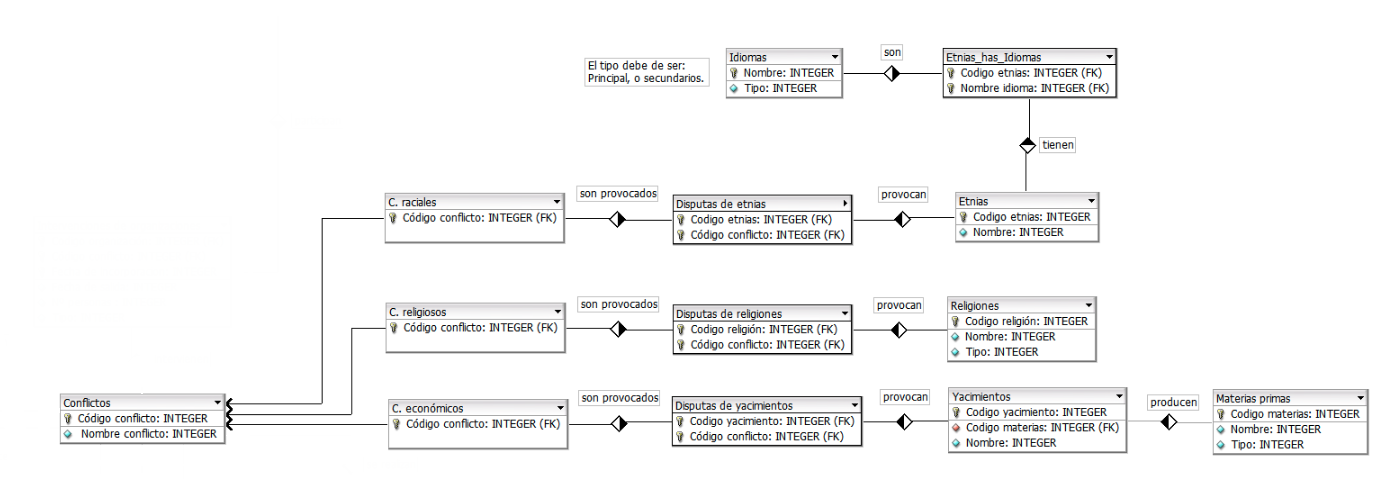 El tipo debe de ser:
Principal, o secundarios.
Idiomas
Nombre: INTEGER
Tipo: INTEGER
son
Etnias_has_Idiomas
Codigo etnias: INTEGER (FK)
Nombre idioma: INTEGER (FK)
tienen
C. raciales
Código conflicto: INTEGER (FK)
son provocados
Disputas de etnias
Codigo etnias: INTEGER (FK)
Código conflicto: INTEGER (FK)
provocan
Etnias
Codigo etnias: INTEGER
Nombre: INTEGER
C. religiosos
Código conflicto: INTEGER (FK)
son provocados
Disputas de religiones
Codigo religión: INTEGER (FK)
Código conflicto: INTEGER (FK)
provocan
Religiones
Codigo religión: INTEGER
Nombre: INTEGER
Tipo: INTEGER
Conflictos
Código conflicto: INTEGER
Nombre conflicto: INTEGER
C. económicos
Código conflicto: INTEGER (FK)
son provocados
Disputas de yacimientos
Codigo yacimiento: INTEGER (FK)
Código conflicto: INTEGER (FK)
provocan
Yacimientos
Codigo yacimiento: INTEGER
Codigo materias: INTEGER (FK)
Nombre: INTEGER
producen
Materias primas
Codigo materias: INTEGER
Nombre: INTEGER
Tipo: INTEGER